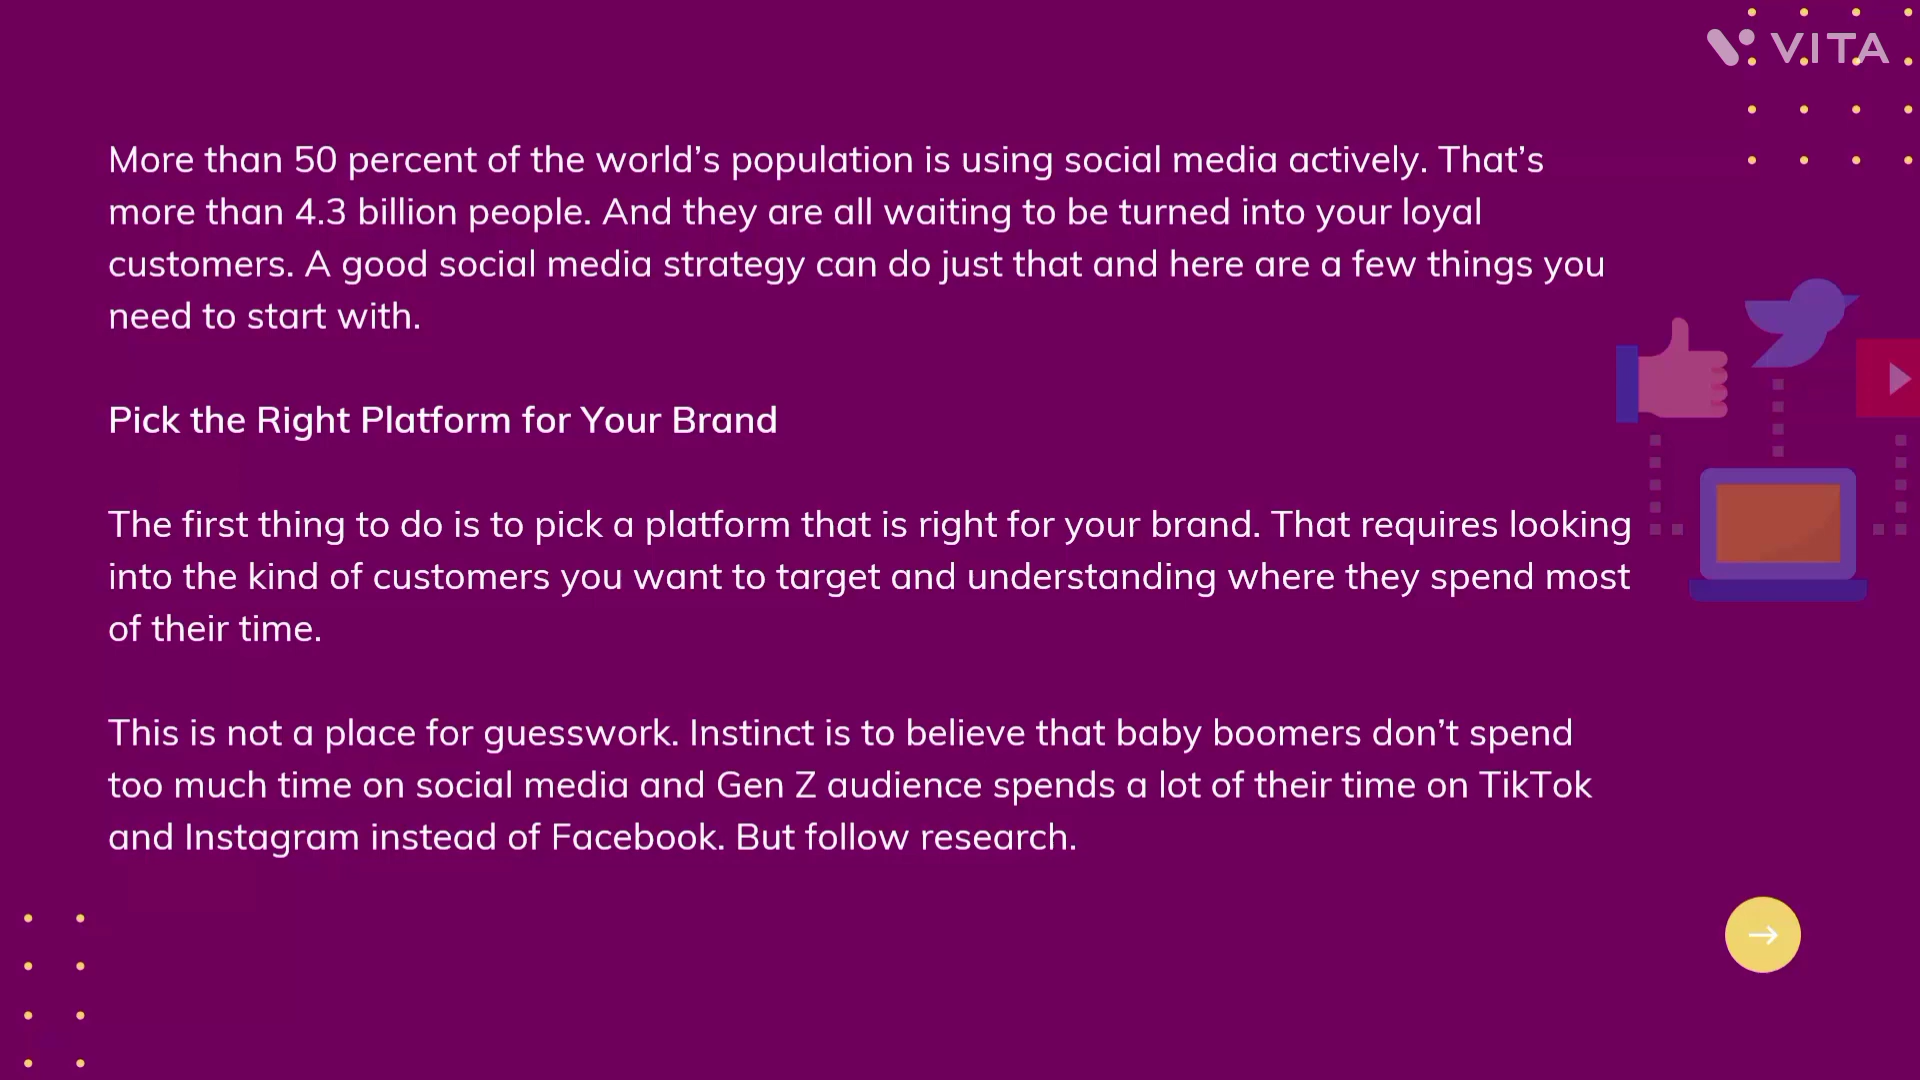 VITA
More than 50 percent of the world’s population is using social media actively. That’s
more than 4.3 billion people. And they are all waiting to be turned into your loyal
customers. A good social media strategy can do just that and here are a few things you
need to start with.
Pick the Right Platform for Your Brand
The first thing to do is to pick a platform that is right for your brand. That requires looking
into the kind of customers you want to target and understanding where they spend most
of their time.
This is not a place for guesswork. Instinct is to believe that baby boomers don’t spend
too much time on social media and Gen Z audience spends a lot of their time on TikTok
and Instagram instead of Facebook. But follow research.